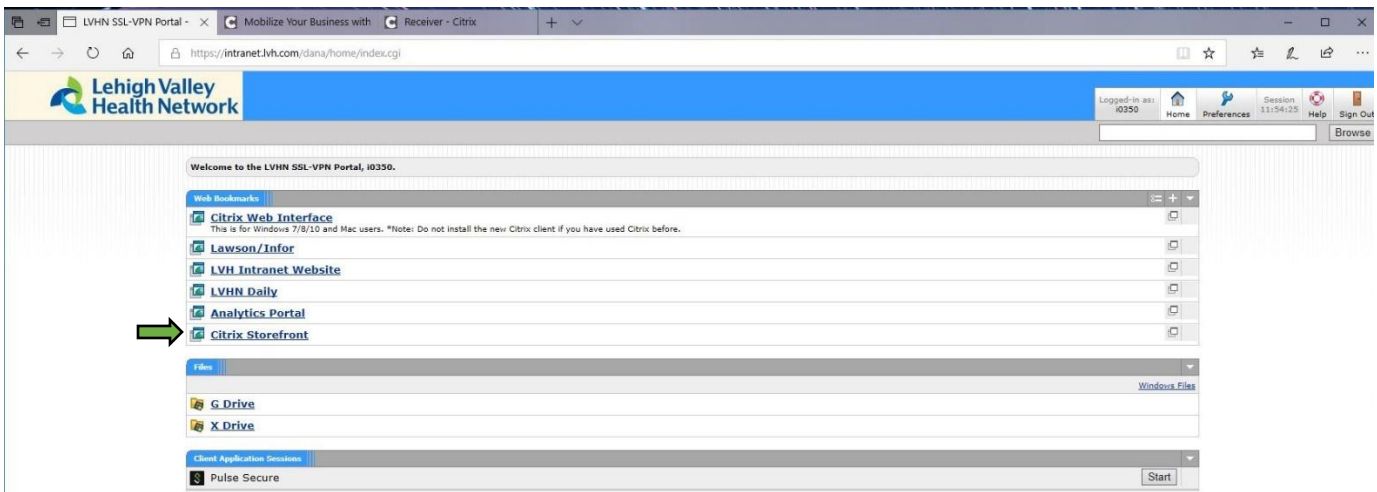 LVHN SSL-VPN Portal -
Mobilize Your Business with
Receiver - Citrix
https://intranet.lvh.com/dana/home/index.cgi
Lehigh Valley
Health Network
Logged-in as:
i0350
Home
Preferences
Session
11:54:25
Help
Sign Out
Browse
Welcome to the LVHN SSL-VPN Portal, i0350.
Web Bookmarks
Citrix Web Interface
This is for Windows 7/8/10 and Mac users. *Note: Do not install the new Citrix client if you have used Citrix before.
Lawson/Infor
LVH Intranet Website
LVHN Daily
Analytics Portal
Citrix Storefront
Files
Windows Files
G Drive
X Drive
Client Application Sessions
Pulse Secure
Start